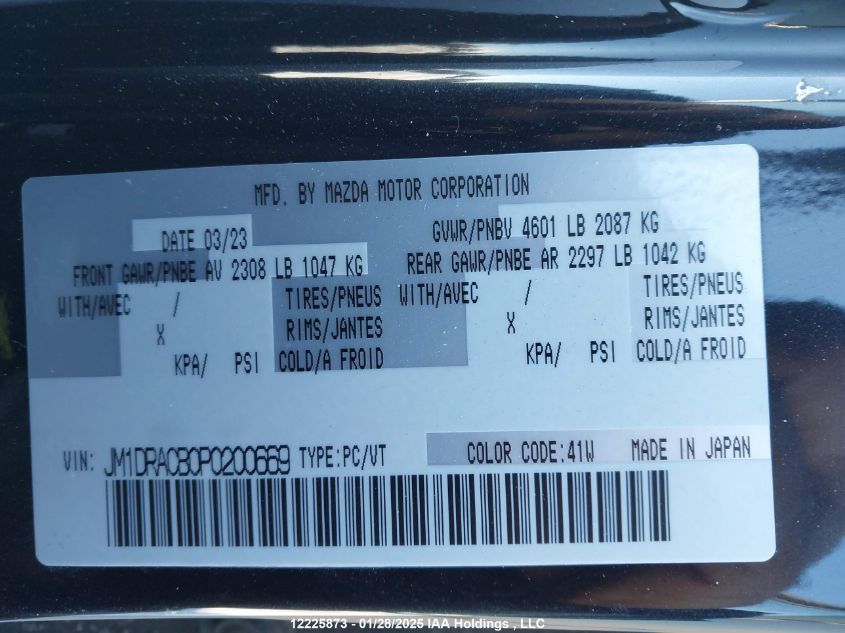 MFD. BY MAZDA MOTOR CORPORATION
DATE 03/23 GVWR/PNBV 4601 LB 2087 KG
FRONT GAWR/PNBE AV 2308 LB 1047 KG REAR GAWR/PNBE AR 2297 LB 1042 KG
WITH/AVEC / TIRES/PNEUS WITH/AVEC / TIRES/PNEUS
X RIMS/JANTES X RIMS/JANTES
KPA/ PSI COLD/A FROID KPA/ PSI COLD/A FROID
VIN: JM1DRACB0P0200669 TYPE:PC/VT COLOR CODE:41W MADE IN JAPAN
12225873 - 01/28/2025 IAA Holdings , LLC